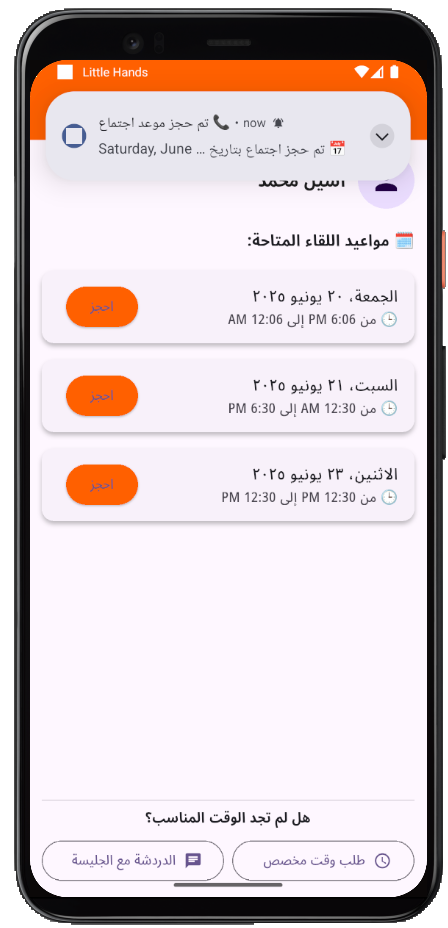 Little Hands
تم حجز موعد اجتماع 📞 • now
📅 تم حجز اجتماع بتاريخ ... Saturday, June
أسيل محمد
🗓️ مواعيد اللقاء المتاحة:
الجمعة، ٢٠ يونيو ٢٠٢٥
🕒 من 6:06 PM إلى 12:06 AM
احجز
السبت، ٢١ يونيو ٢٠٢٥
🕒 من 12:30 AM إلى 6:30 PM
احجز
الاثنين، ٢٣ يونيو ٢٠٢٥
🕒 من 12:30 PM إلى 12:30 PM
احجز
هل لم تجد الوقت المناسب؟
طلب وقت مخصص
الدردشة مع الجليسة